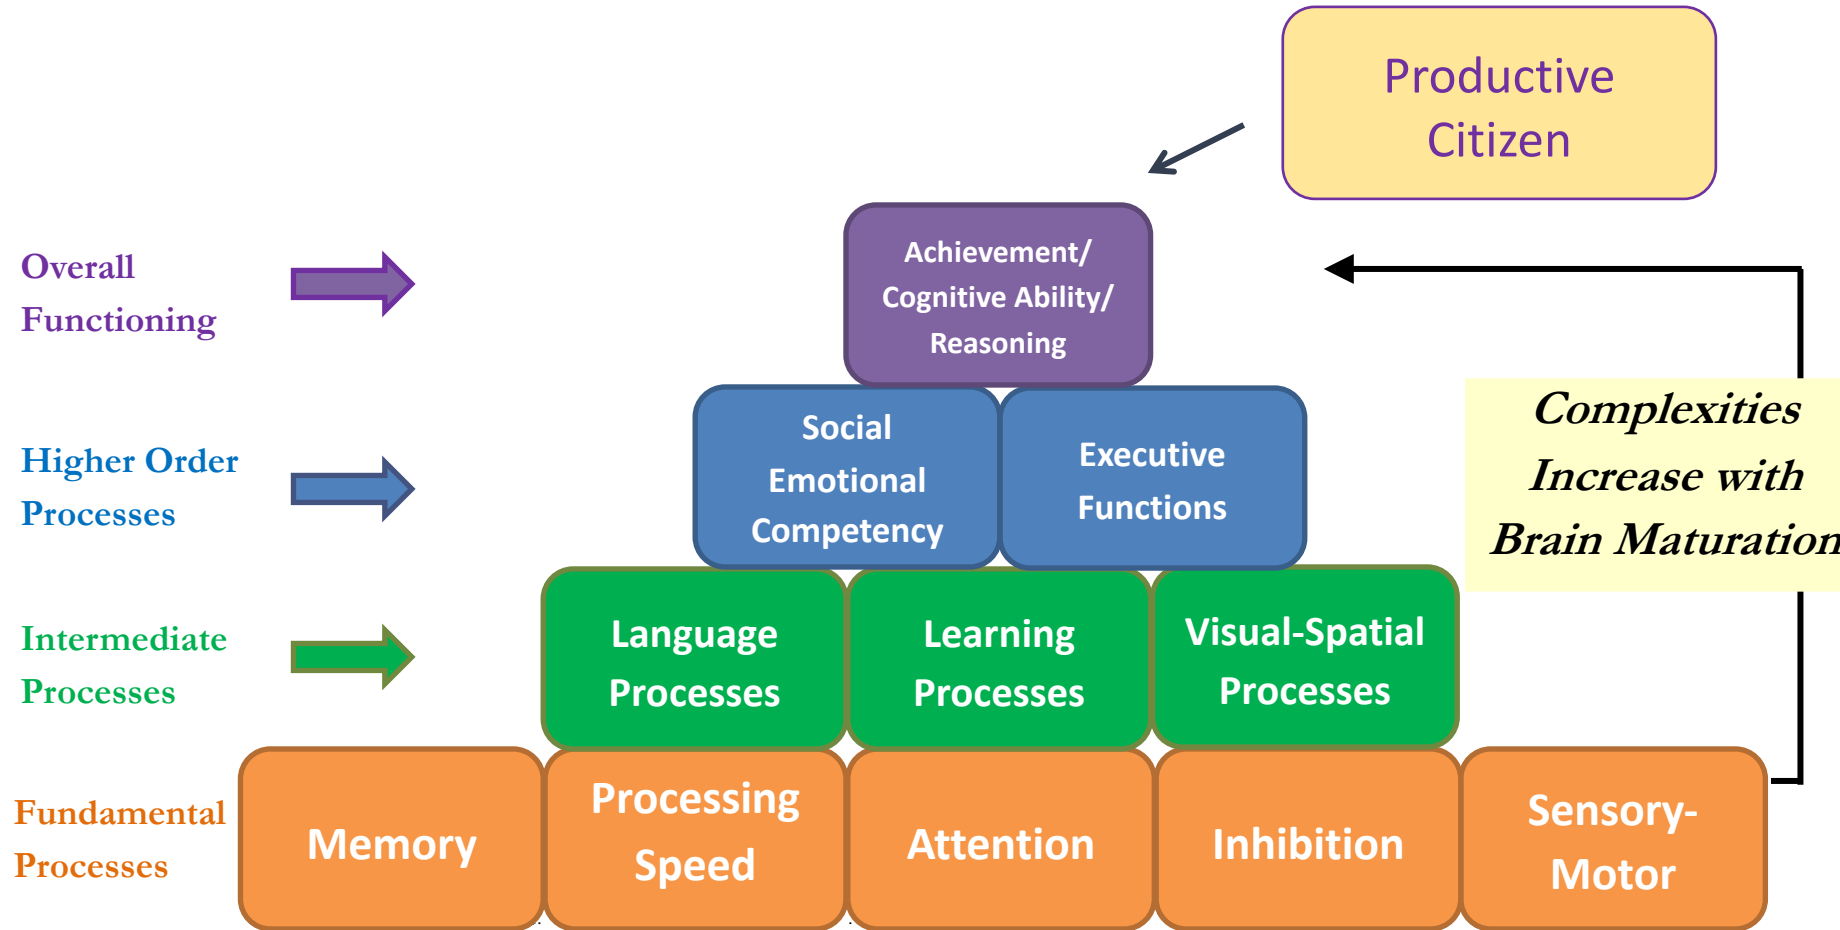 Productive
Citizen
Overall
Functioning
Achievement/
Cognitive Ability/
Reasoning
Higher Order
Processes
Social
Emotional
Competency
Executive
Functions
Complexities
Increase with
Brain Maturation
Intermediate
Processes
Language
Processes
Learning
Processes
Visual-Spatial
Processes
Fundamental
Processes
Memory
Processing
Speed
Attention
Inhibition
Sensory-
Motor